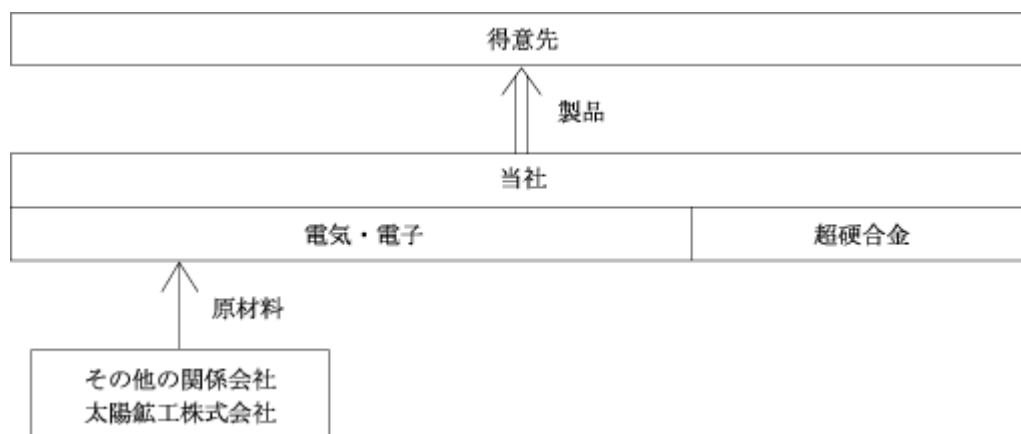 得意先
製品
当社
電気・電子
超硬合金
原材料
その他の関係会社
太陽鉱工株式会社